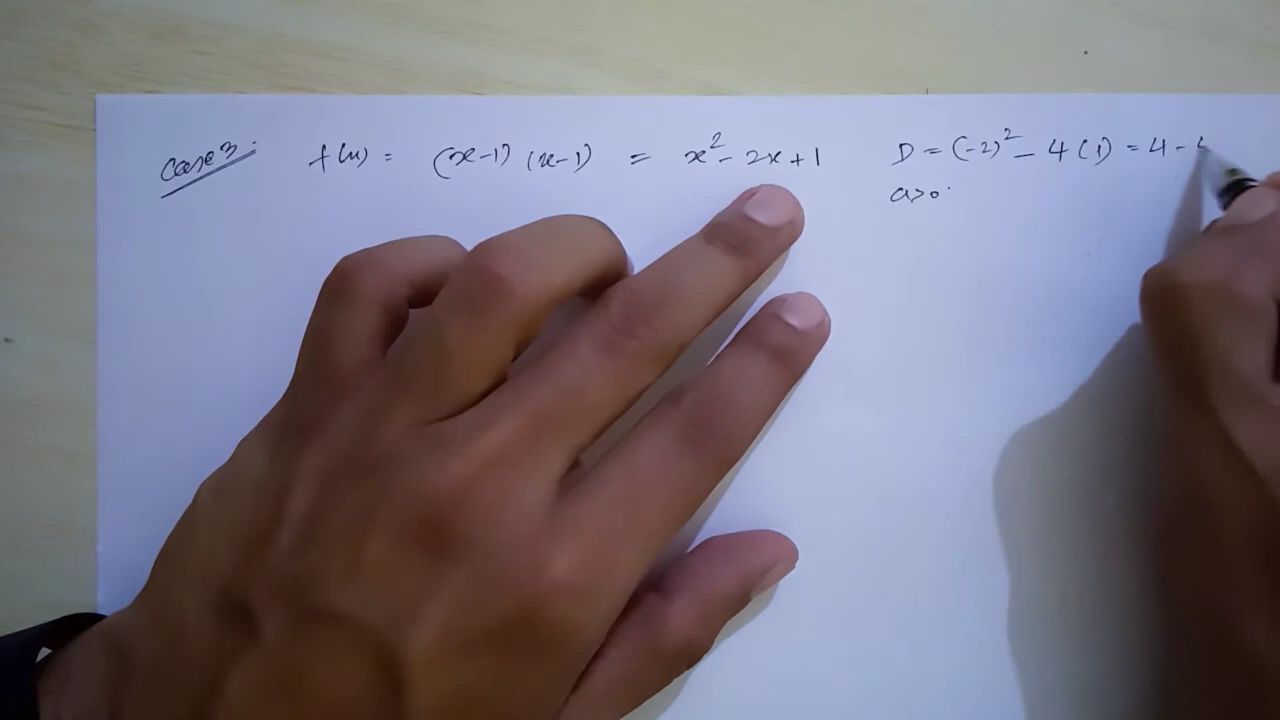 Case 3. f(x) = (x-1) (x-1) = x² - 2x + 1 D = (-2)² - 4(1) = 4 -
a>0.